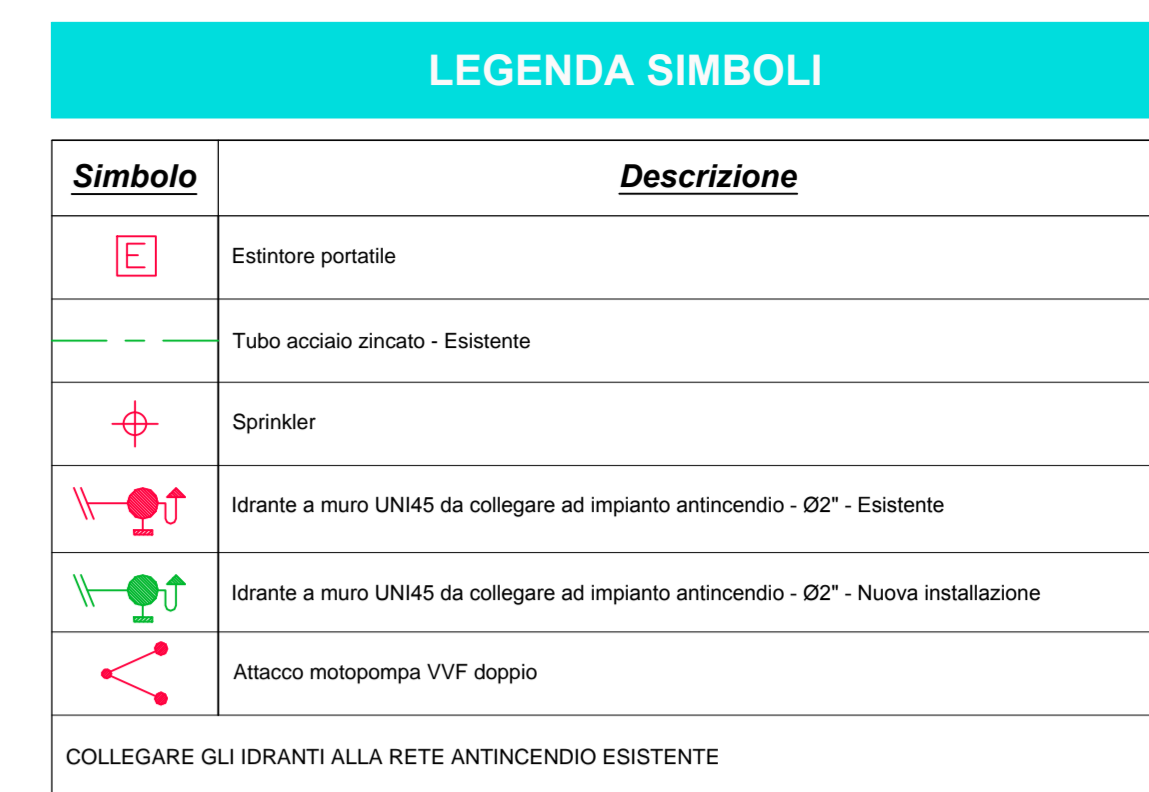 LEGENDA SIMBOLI
Simbolo Descrizione
E Estintore portatile
Tubo acciaio zincato - Esistente
Sprinkler
Idrante a muro UNI45 da collegare ad impianto antincendio - Ø2" - Esistente
Idrante a muro UNI45 da collegare ad impianto antincendio - Ø2" - Nuova installazione
Attacco motopompa VVF doppio
COLLEGARE GLI IDRANTI ALLA RETE ANTINCENDIO ESISTENTE